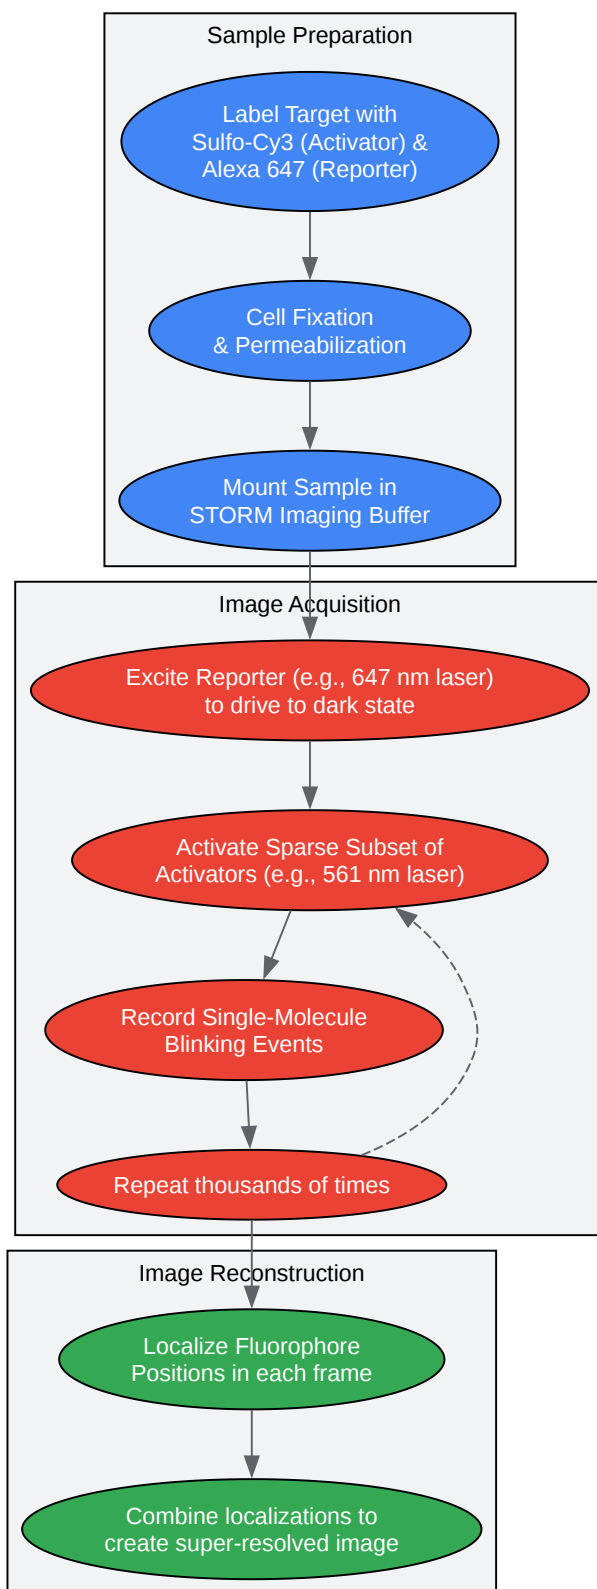 Sample Preparation
Label Target with
Sulfo-Cy3 (Activator) &
Alexa 647 (Reporter)
Cell Fixation
& Permeabilization
Mount Sample in
STORM Imaging Buffer
Image Acquisition
Excite Reporter (e.g., 647 nm laser)
to drive to dark state
Activate Sparse Subset of
Activators (e.g., 561 nm laser)
Record Single-Molecule
Blinking Events
Repeat thousands of times
Image Reconstruction
Localize Fluorophore
Positions in each frame
Combine localizations to
create super-resolved image